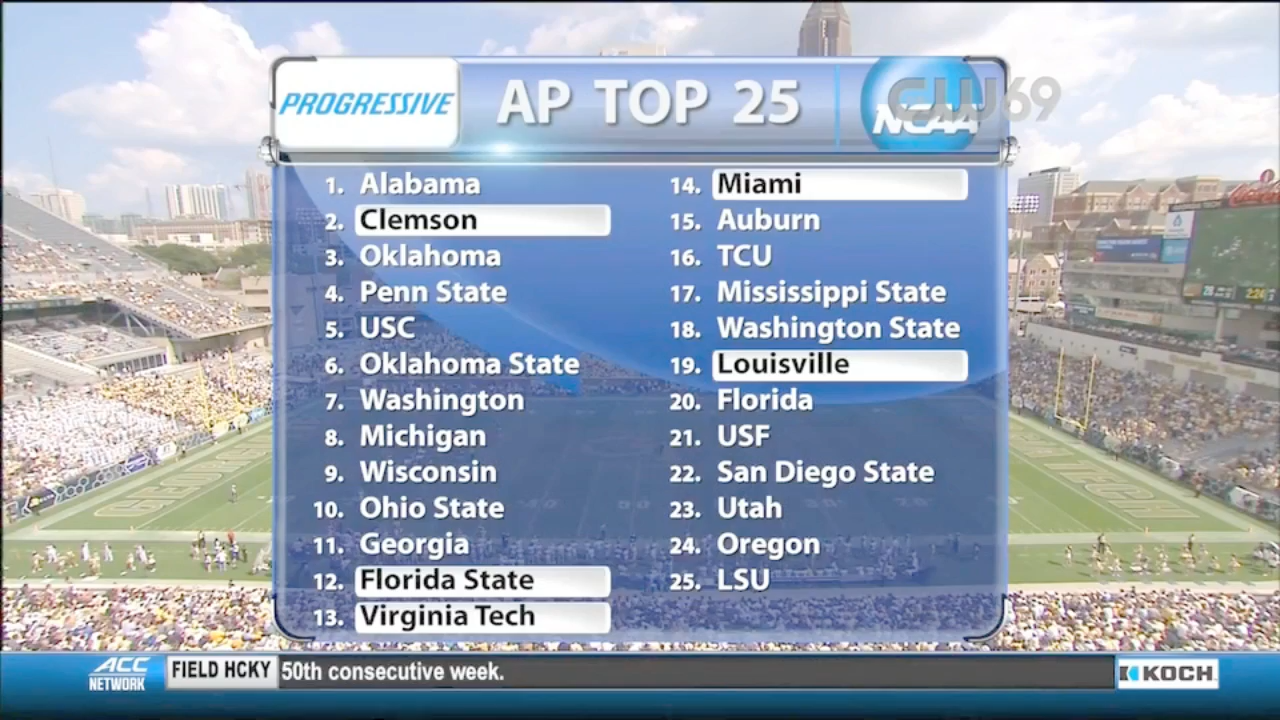 PROGRESSIVE
AP TOP 25
NCAA
CW69
1. Alabama
2. Clemson
3. Oklahoma
4. Penn State
5. USC
6. Oklahoma State
7. Washington
8. Michigan
9. Wisconsin
10. Ohio State
11. Georgia
12. Florida State
13. Virginia Tech
14. Miami
15. Auburn
16. TCU
17. Mississippi State
18. Washington State
19. Louisville
20. Florida
21. USF
22. San Diego State
23. Utah
24. Oregon
25. LSU
ACC
NETWORK
FIELD HCKY
50th consecutive week.
KOCH